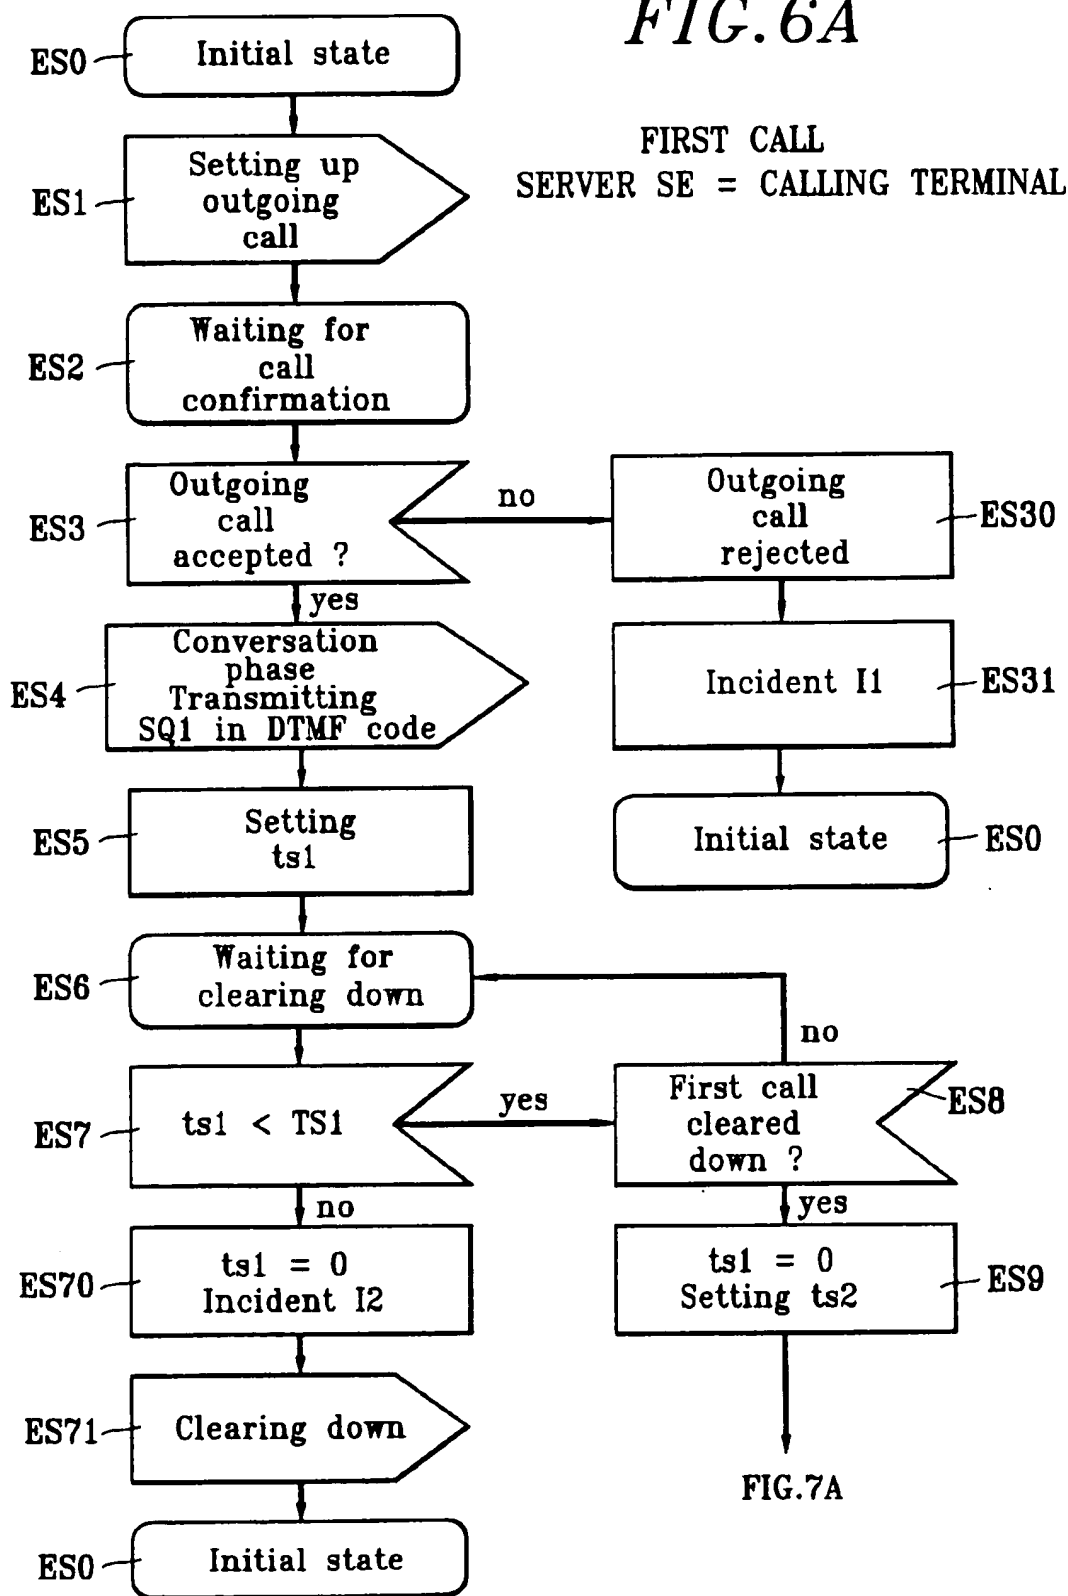 FIG.6A
FIRST CALL
SERVER SE = CALLING TERMINAL
ES0
Initial state
ES1
Setting up
outgoing
call
ES2
Waiting for
call
confirmation
ES3
Outgoing
call
accepted ?
no
yes
Outgoing
call
rejected
ES30
ES4
Conversation
phase
Transmitting
SQ1 in DTMF code
Incident I1
ES31
ES5
Setting
ts1
Initial state
ES0
ES6
Waiting for
clearing down
no
ES7
ts1 < TS1
yes
First call
cleared
down ?
ES8
no
yes
ES70
ts1 = 0
Incident I2
ts1 = 0
Setting ts2
ES9
ES71
Clearing down
FIG.7A
ES0
Initial state